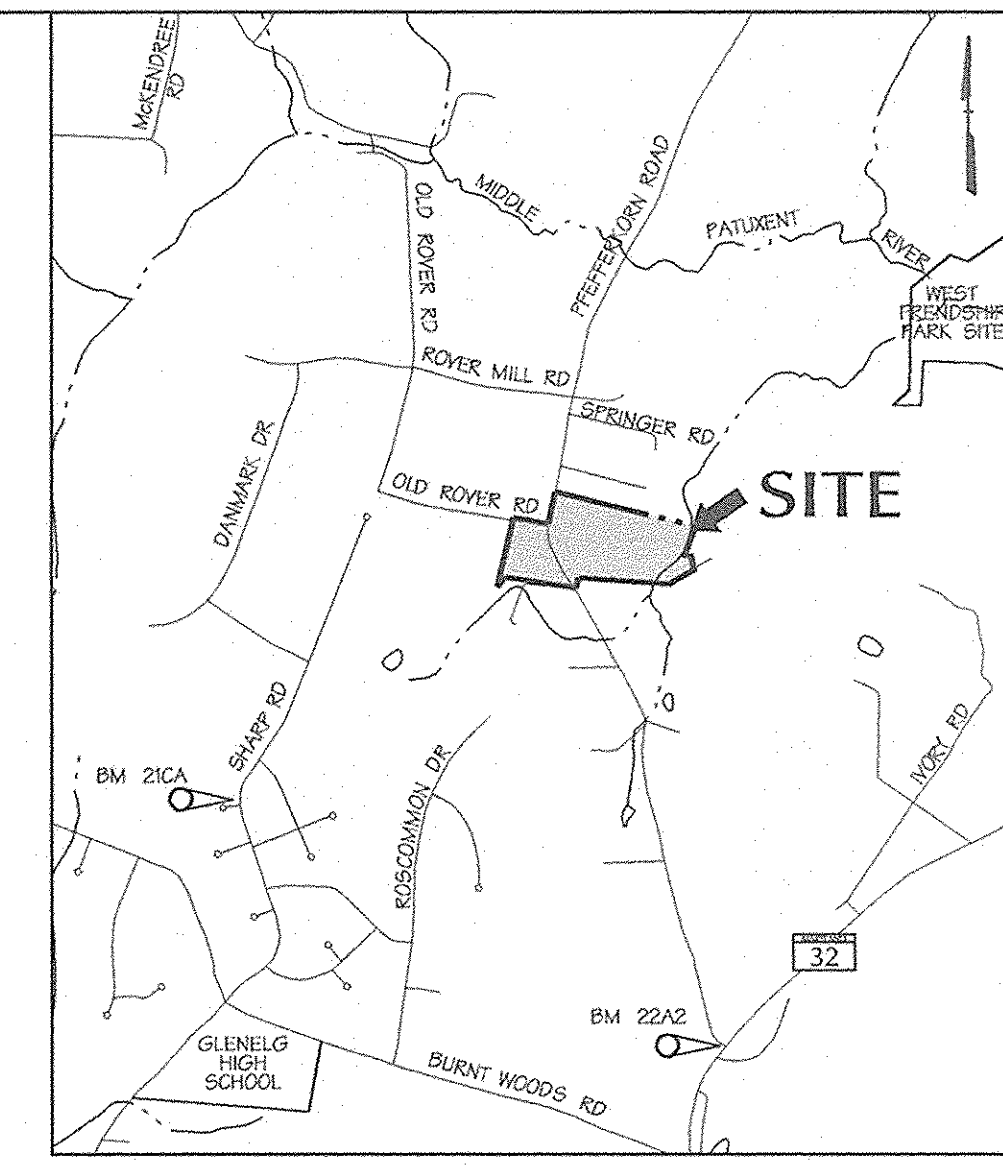 McKENDREE
RD
OLD ROVER RD
MIDDLE
PFEFFERKORN ROAD
PATUXENT
RIVER
WEST
FRENDSHIP
PARK SITE
ROVER MILL RD
SPRINGER RD
DANMARK DR
OLD ROVER RD
SITE
SHARP RD
BM 21CA
ROSCOMMON DR
IVORY RD
32
BM 22A2
GLENELG
HIGH
SCHOOL
BURNT WOODS RD